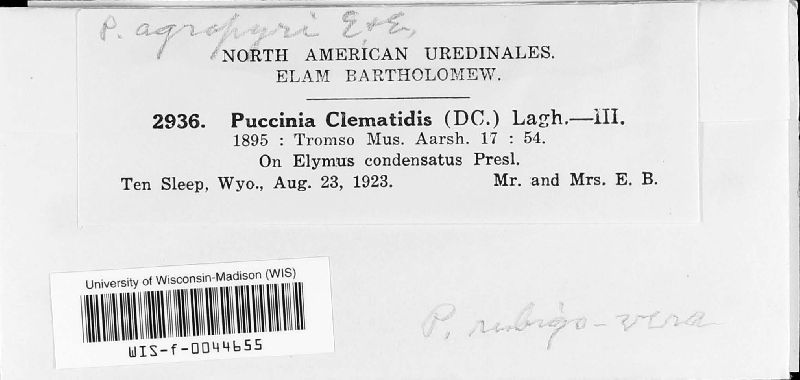 P. agropyri E+E,
NORTH AMERICAN UREDINALES.
ELAM BARTHOLOMEW.
2936. Puccinia Clematidis (DC.) Lagh.—III.
1895 : Tromso Mus. Aarsh. 17 : 54.
On Elymus condensatus Presl.
Ten Sleep, Wyo., Aug. 23, 1923. Mr. and Mrs. E. B.
University of Wisconsin-Madison (WIS)
WIS-f-0044655
P. rubigo-vera